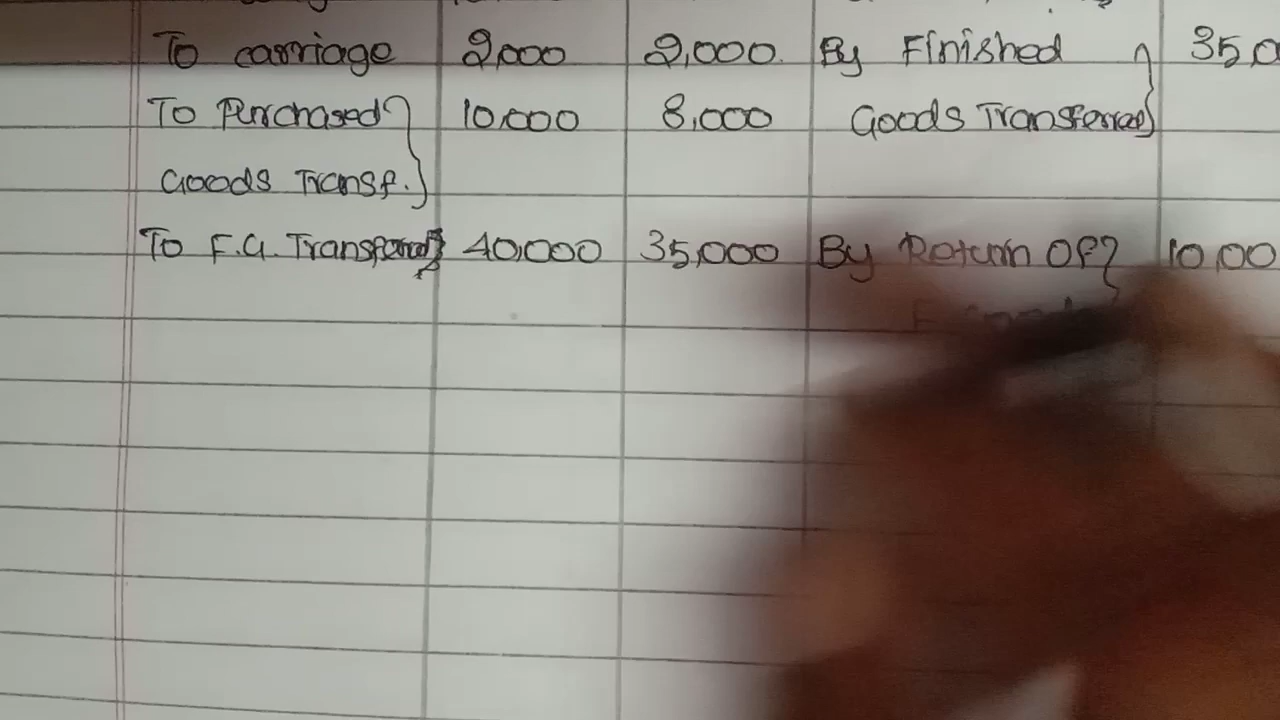 To carriage 2,000 2,000. By Finished 35,0
To Purchased 10,000 8,000 Goods Transferred
Goods Transf.
To F.G. Transferred 40,000 35,000 By Return of 10,00